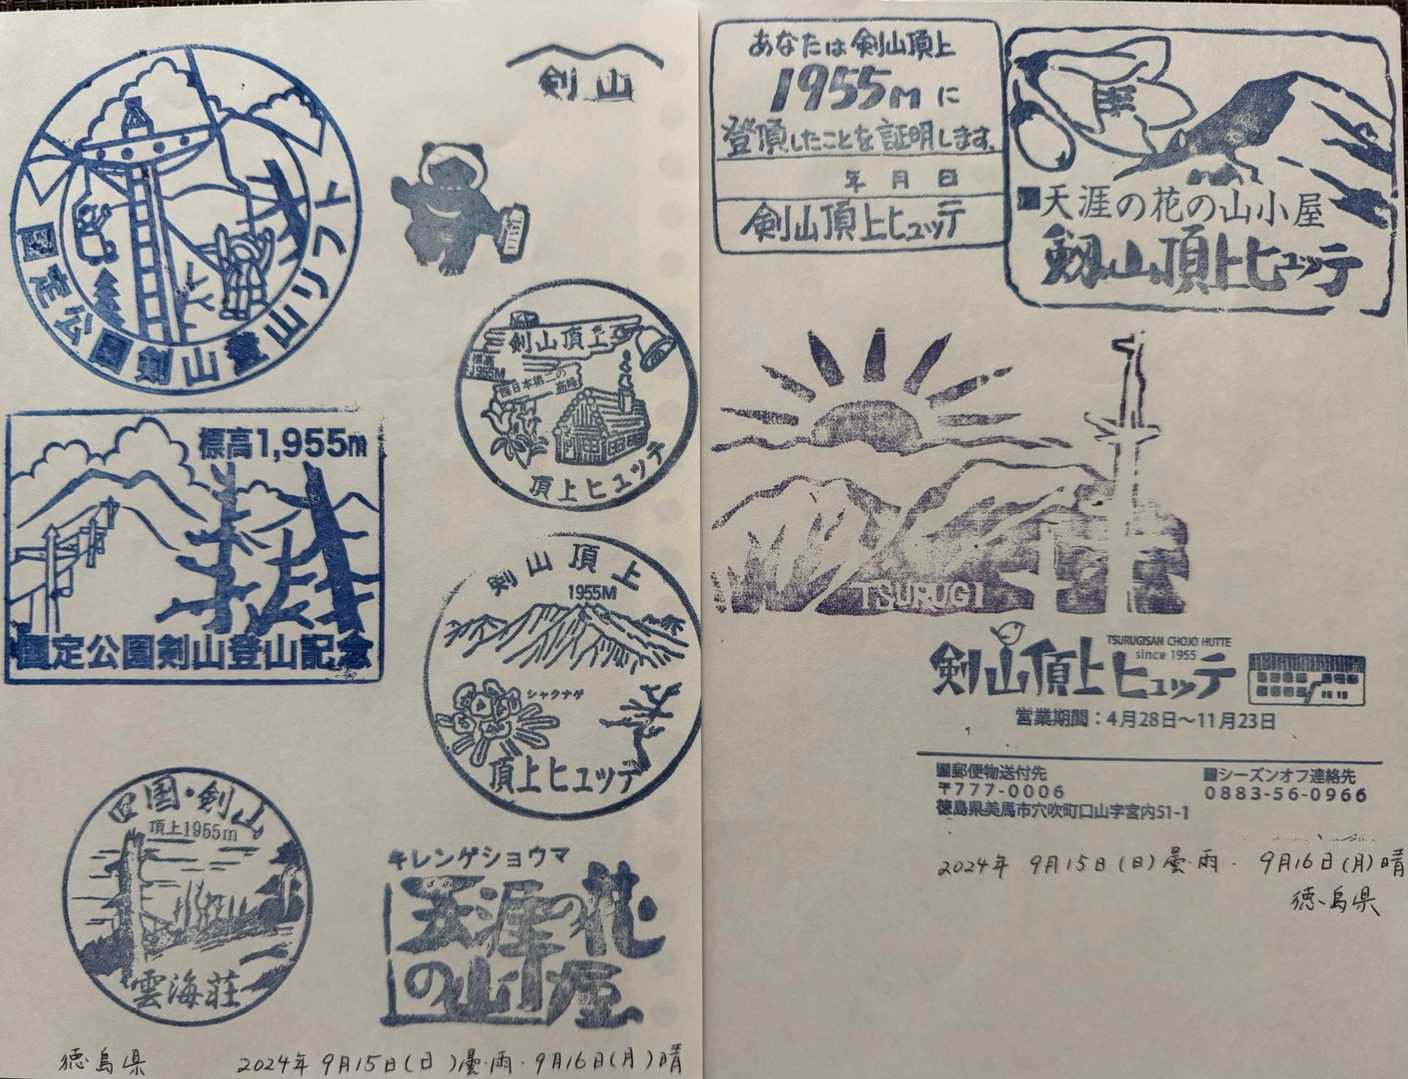 国定公園剣山登山リフト
剣山
標高1,955m
国定公園剣山登山記念
剣山頂上
標高
1955M
西日本第二の
高峰
頂上ヒュッテ
剣山頂上
1955M
シャクナゲ
頂上ヒュッテ
四国・剣山
頂上1955m
雲海荘
キレンゲショウマ
天涯の花
の山小屋
徳島県 2024年 9月15日(日)曇・雨・9月16日(月)晴
あなたは剣山頂上
1955Mに
登頂したことを証明します。
年 月 日
剣山頂上ヒュッテ
天涯の花の山小屋
剣山頂上ヒュッテ
TSURUGI
TSURUGISAN CHOJO HUTTE
since 1955
剣山頂上ヒュッテ
営業期間：4月28日〜11月23日
■郵便物送付先
〒777-0006
徳島県美馬市穴吹町口山字宮内51-1
■シーズンオフ連絡先
0883-56-0966
2024年 9月15日(日)曇・雨・ 9月16日(月)晴
徳島県